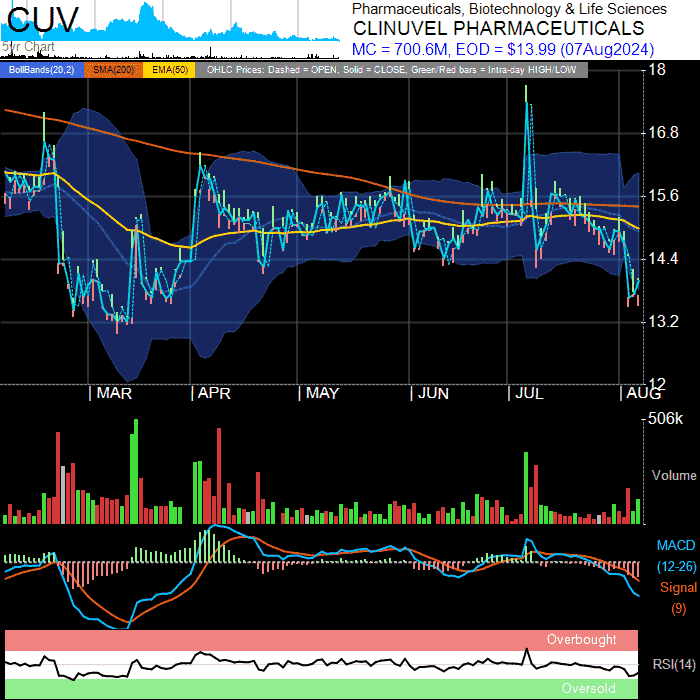 CUV
5yr Chart
Pharmaceuticals, Biotechnology & Life Sciences
CLINUVEL PHARMACEUTICALS
MC = 700.6M, EOD = $13.99 (07Aug2024)
BollBands(20,2) SMA(200) EMA(50) OHLC Prices: Dashed = OPEN, Solid = CLOSE, Green/Red bars = Intra-day HIGH/LOW
18
16.8
15.6
14.4
13.2
12
| MAR | APR | MAY | JUN | JUL | AUG
506k
Volume
MACD
(12-26)
Signal
(9)
Overbought
RSI(14)
Oversold